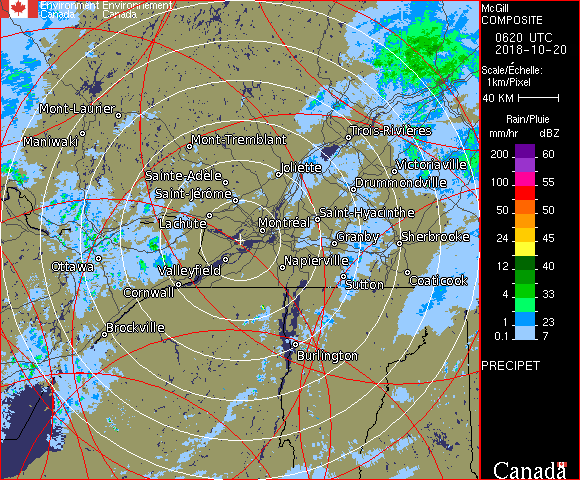 Environment Environnement
Canada Canada
McGill
COMPOSITE
0620 UTC
2018-10-20
Scale/Échelle:
1km/Pixel
40 KM
Rain/Pluie
mm/hr dBZ
200 60
150 57
100 55
50 50
24 45
12 40
4 33
1 23
0.1 7
PRECIPET
Canada
Mont-Laurier
Maniwaki
Mont-Tremblant
Trois-Rivières
Sainte-Adèle
Joliette
Victoriaville
Saint-Jérôme
Drummondville
Lachute
Montréal
Saint-Hyacinthe
Granby
Sherbrooke
Ottawa
Valleyfield
Napierville
Cornwall
Sutton
Coaticook
Brockville
Burlington